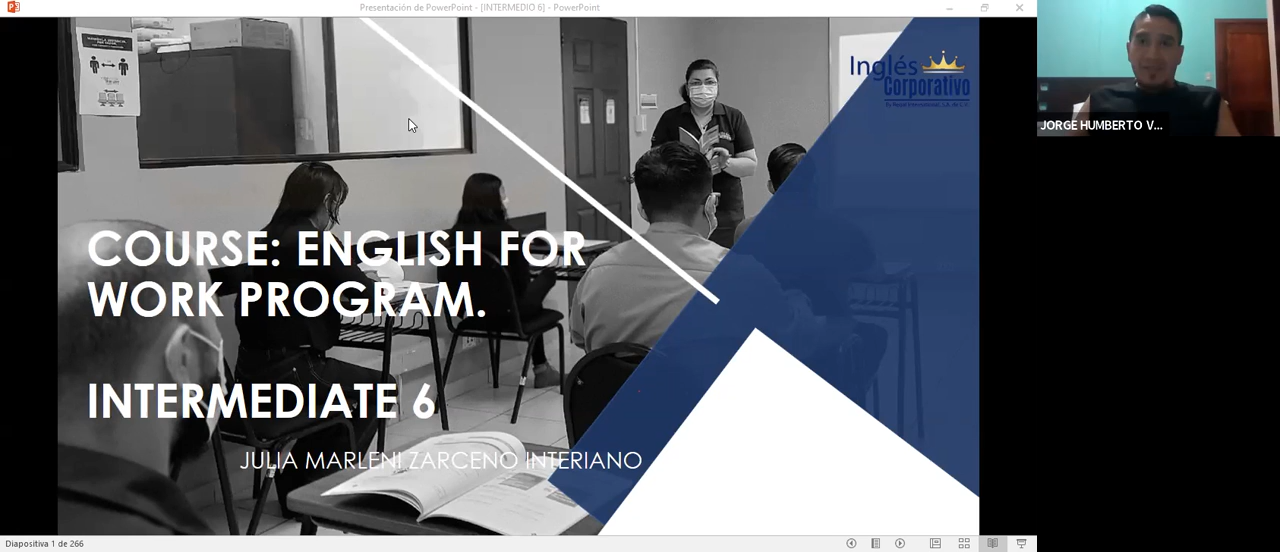 Presentación de PowerPoint - [INTERMEDIO 6] - PowerPoint
Inglés
Corporativo
JORGE HUMBERTO V...
COURSE: ENGLISH FOR
WORK PROGRAM.
INTERMEDIATE 6
JULIA MARLENI ZARCEÑO INTERIANO
Diapositiva 1 de 266